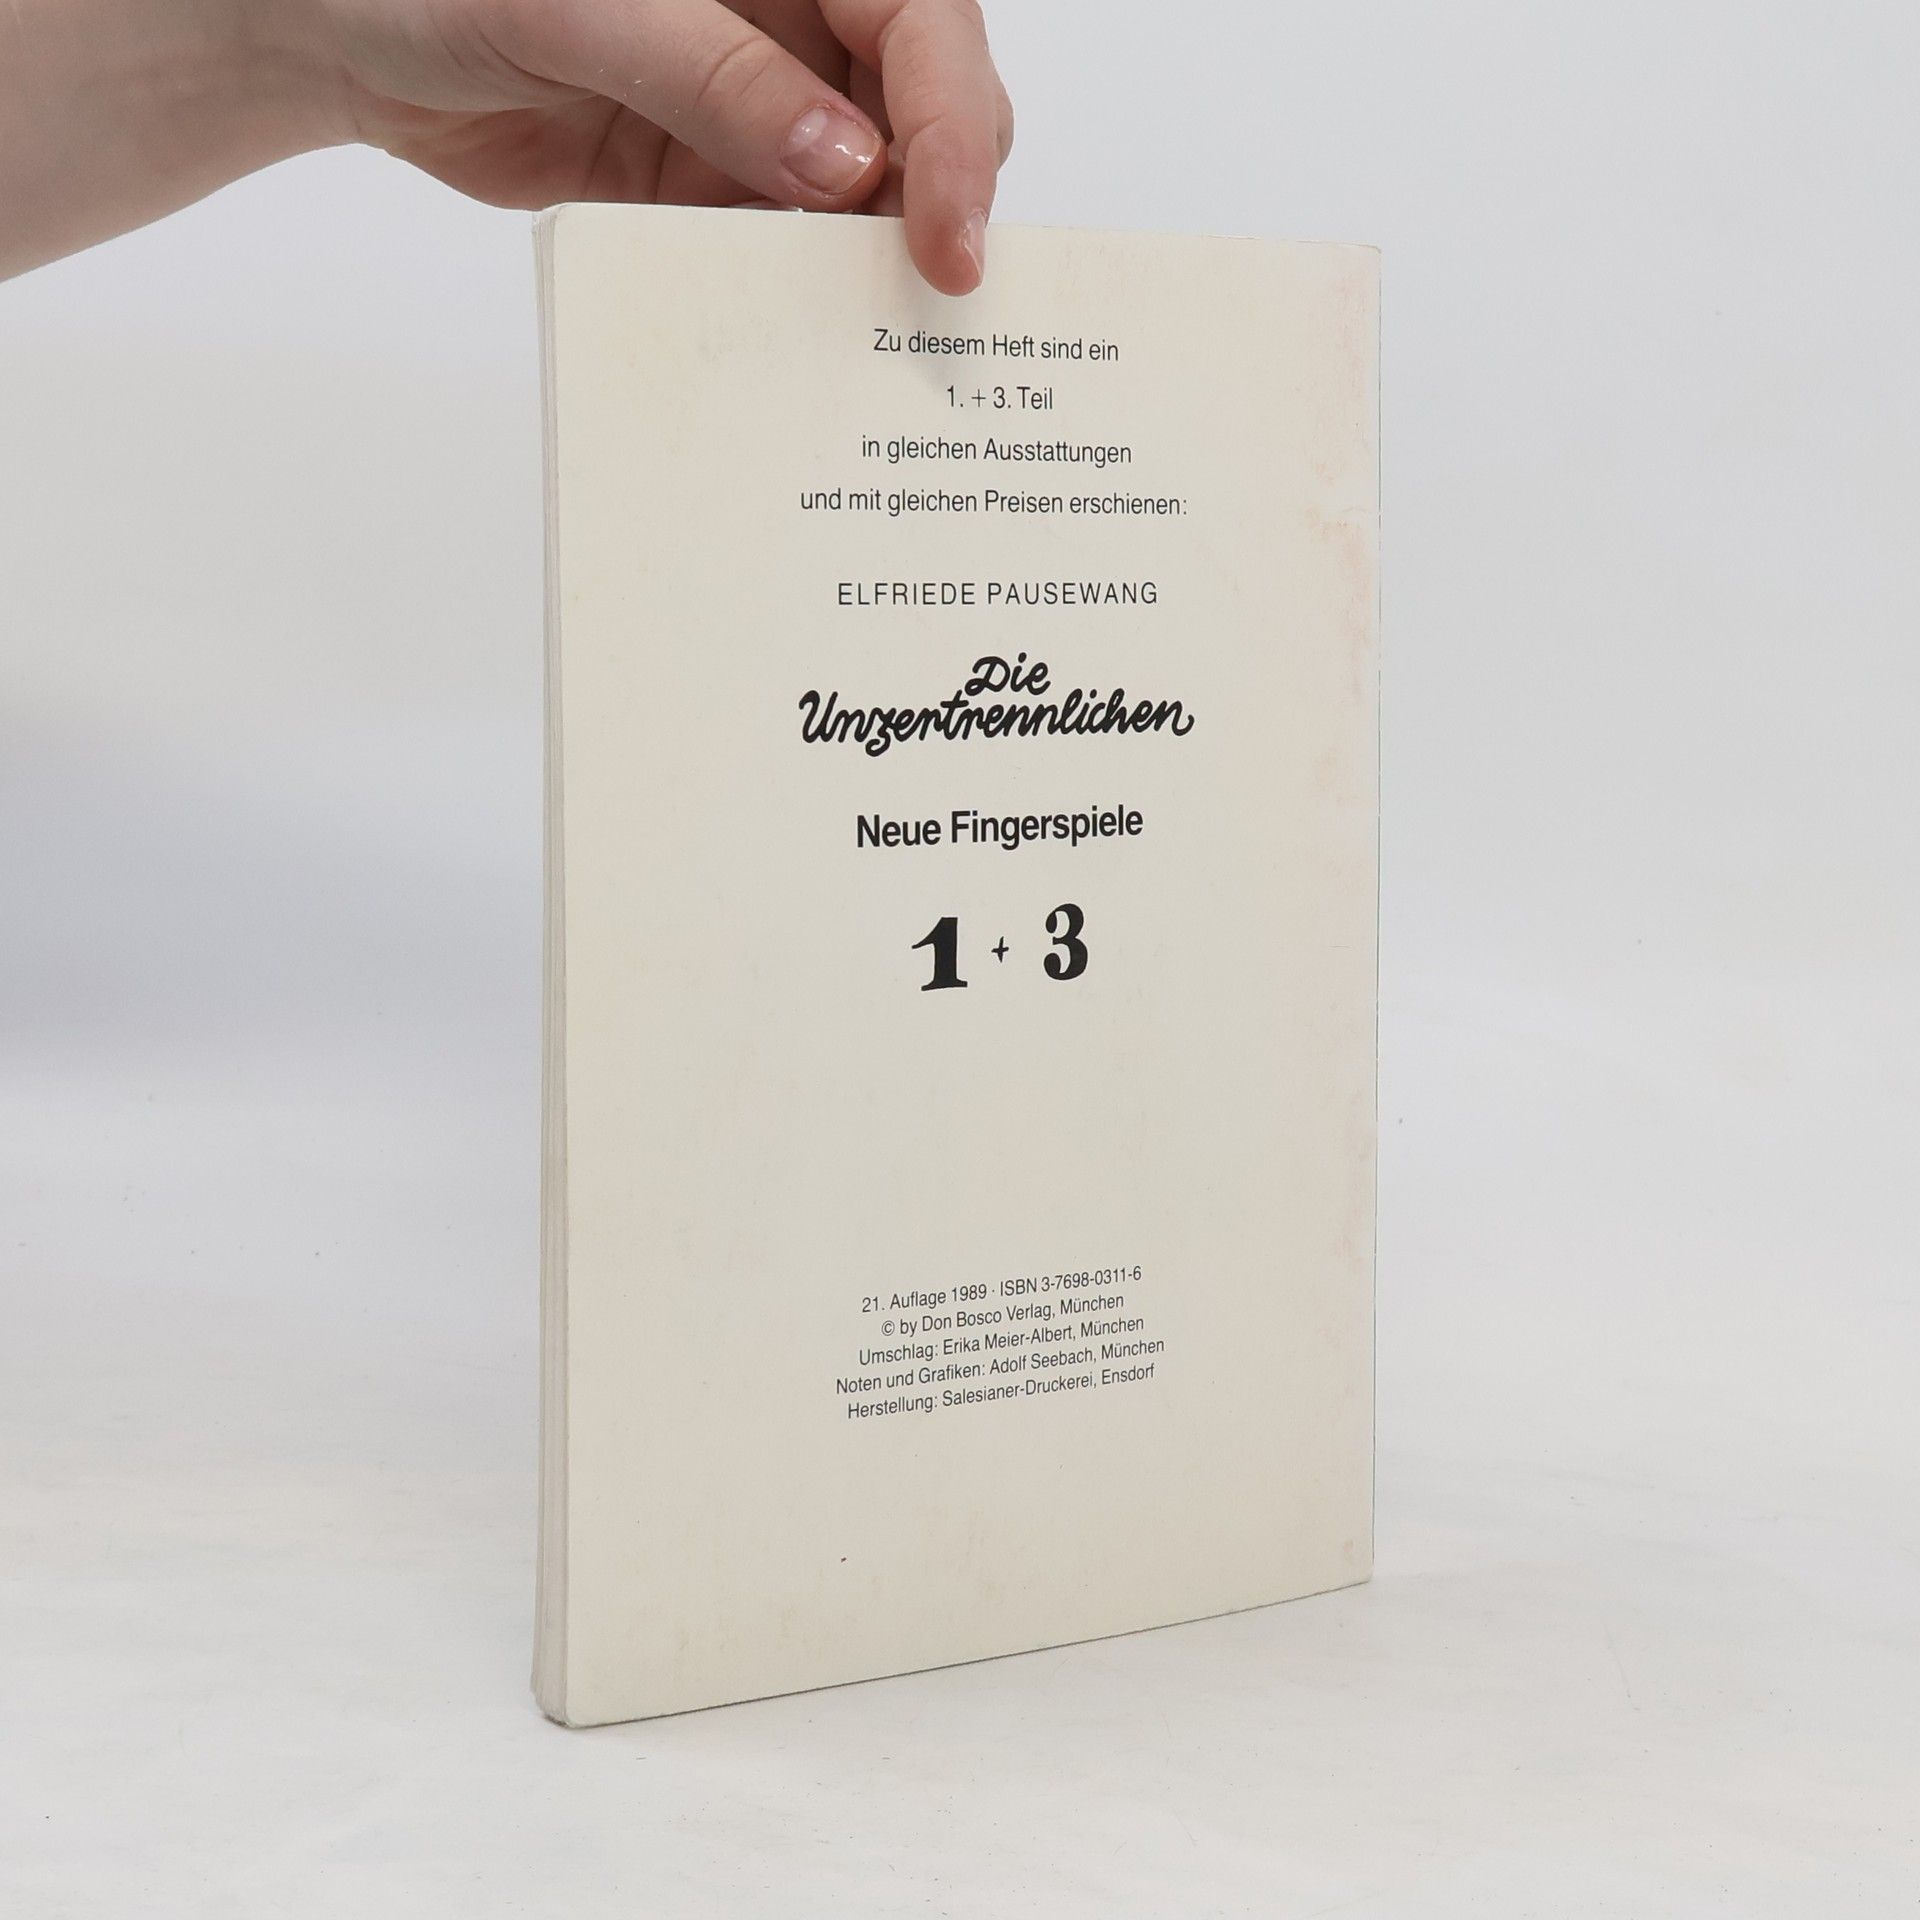 Zu diesem Heft sind ein
1. + 3. Teil
in gleichen Ausstattungen
und mit gleichen Preisen erschienen:
ELFRIEDE PAUSEWANG
Die
Unzertrennlichen
Neue Fingerspiele
1 + 3
21. Auflage 1989 · ISBN 3-7698-0311-6
© by Don Bosco Verlag, München
Umschlag: Erika Meier-Albert, München
Noten und Grafiken: Adolf Seebach, München
Herstellung: Salesianer-Druckerei, Ensdorf